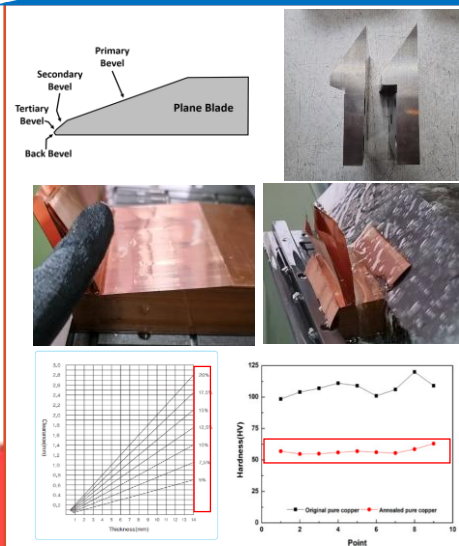 Primary
Bevel
Secondary
Bevel
Tertiary
Bevel
Plane Blade
Back Bevel
3,0
2,8
2,6
2,4
2,2
2,0
1,8
1,6
1,4
1,2
1,0
0,8
0,6
0,4
0,2
Clearance(mm)
20%
17,5%
15%
12,5%
10%
7,5%
5%
1 2 3 4 5 6 7 8 9 10 11 12 13 14
Thickness(mm)
125
100
75
50
25
0
Hardness(HV)
Original pure copper
Annealed pure copper
0 2 4 6 8 10
Point